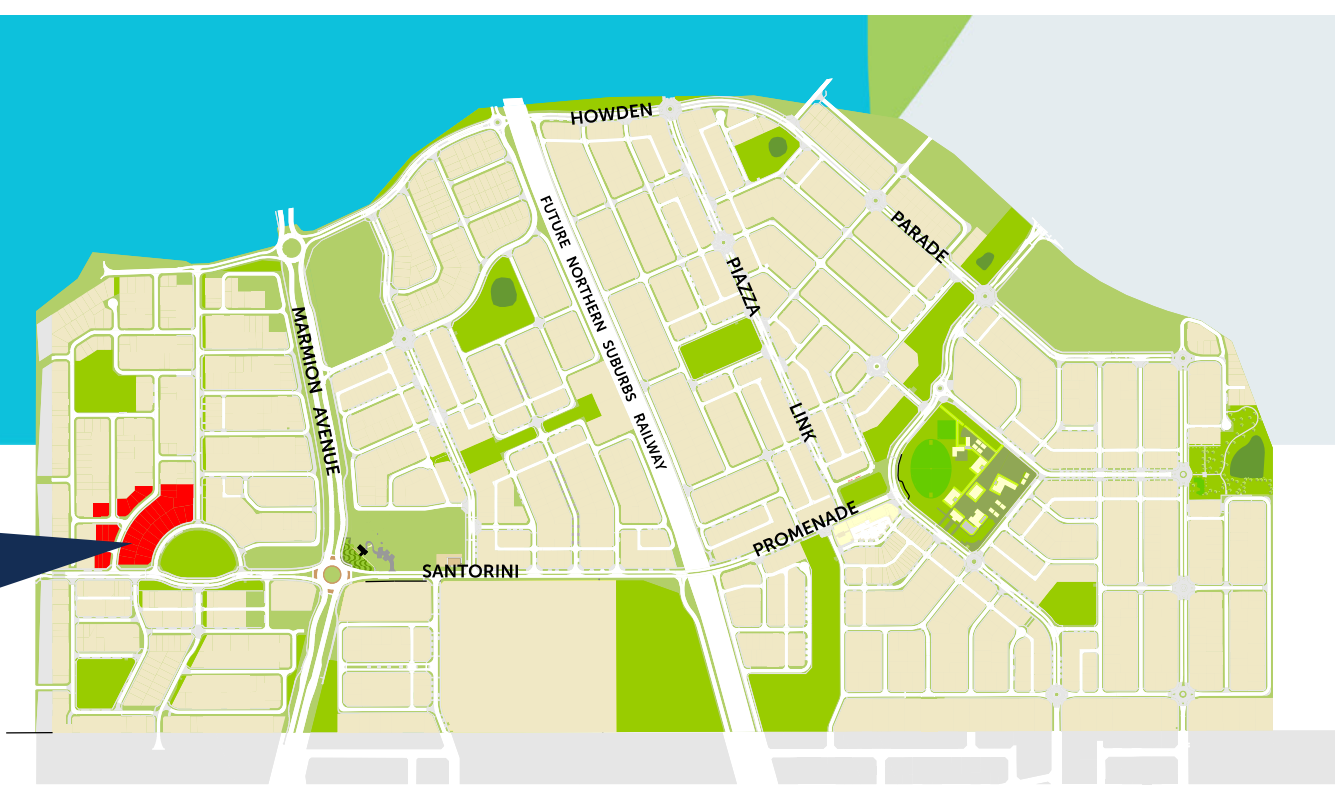 HOWDEN
PARADE
FUTURE NORTHERN SUBURBS RAILWAY
PIAZZA
LINK
MARMION AVENUE
PROMENADE
SANTORINI